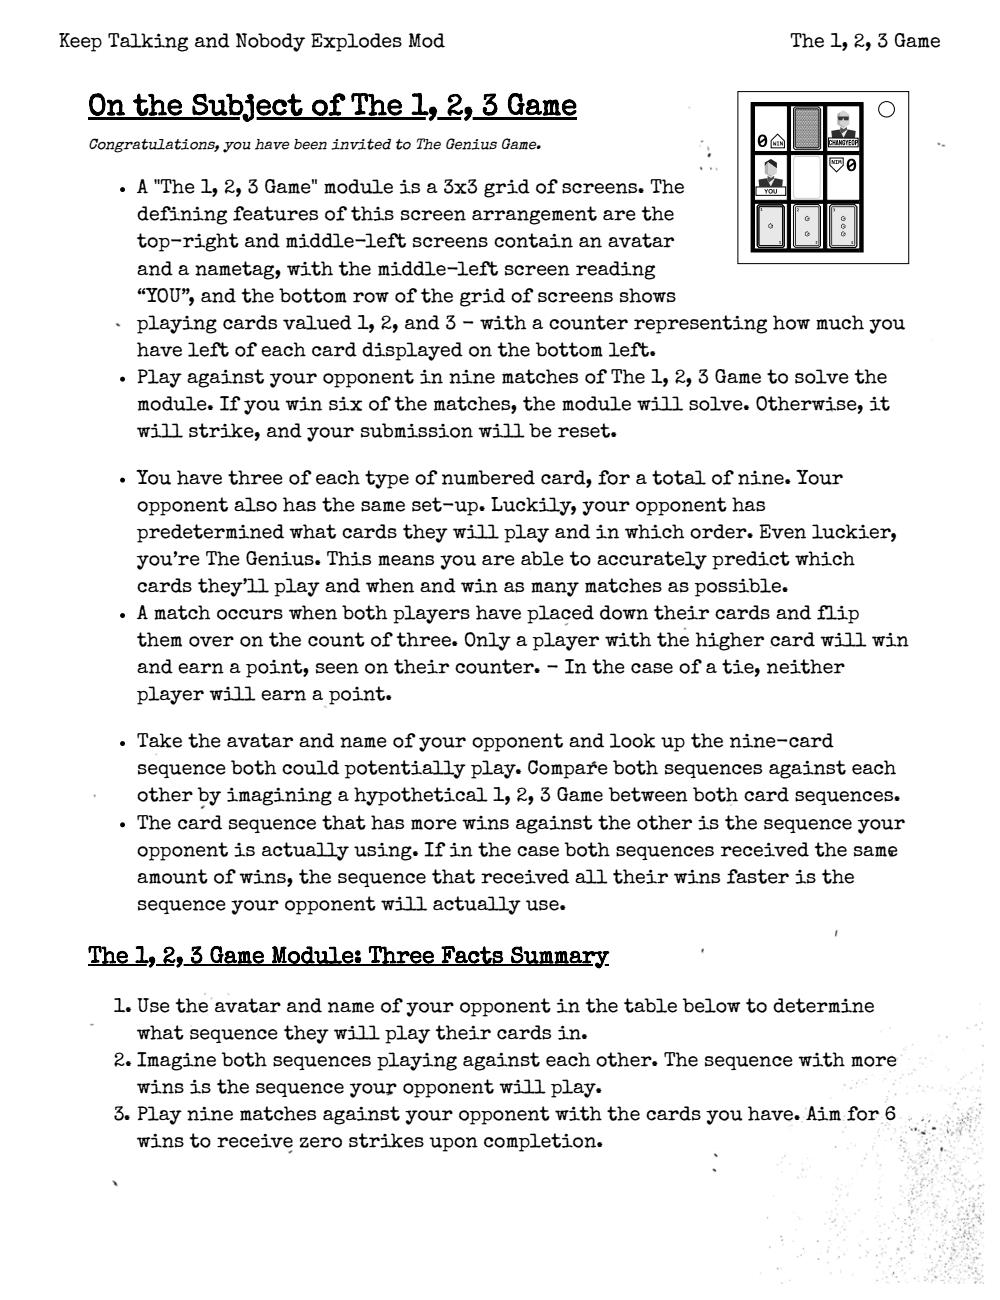 Keep Talking and Nobody Explodes Mod
The 1, 2, 3 Game
On the Subject of The 1, 2, 3 Game
Congratulations, you have been invited to The Genius Game.
0 WIN
CHANGYEOP
YOU
WIN 0
1 1
2 2
3 3
• A "The 1, 2, 3 Game" module is a 3x3 grid of screens. The
defining features of this screen arrangement are the
top-right and middle-left screens contain an avatar
and a nametag, with the middle-left screen reading
“YOU”, and the bottom row of the grid of screens shows
playing cards valued 1, 2, and 3 – with a counter representing how much you
have left of each card displayed on the bottom left.
• Play against your opponent in nine matches of The 1, 2, 3 Game to solve the
module. If you win six of the matches, the module will solve. Otherwise, it
will strike, and your submission will be reset.
• You have three of each type of numbered card, for a total of nine. Your
opponent also has the same set-up. Luckily, your opponent has
predetermined what cards they will play and in which order. Even luckier,
you’re The Genius. This means you are able to accurately predict which
cards they’ll play and when and win as many matches as possible.
• A match occurs when both players have placed down their cards and flip
them over on the count of three. Only a player with the higher card will win
and earn a point, seen on their counter. – In the case of a tie, neither
player will earn a point.
• Take the avatar and name of your opponent and look up the nine-card
sequence both could potentially play. Compare both sequences against each
other by imagining a hypothetical 1, 2, 3 Game between both card sequences.
• The card sequence that has more wins against the other is the sequence your
opponent is actually using. If in the case both sequences received the same
amount of wins, the sequence that received all their wins faster is the
sequence your opponent will actually use.
The 1, 2, 3 Game Module: Three Facts Summary
1. Use the avatar and name of your opponent in the table below to determine
what sequence they will play their cards in.
2. Imagine both sequences playing against each other. The sequence with more
wins is the sequence your opponent will play.
3. Play nine matches against your opponent with the cards you have. Aim for 6
wins to receive zero strikes upon completion.